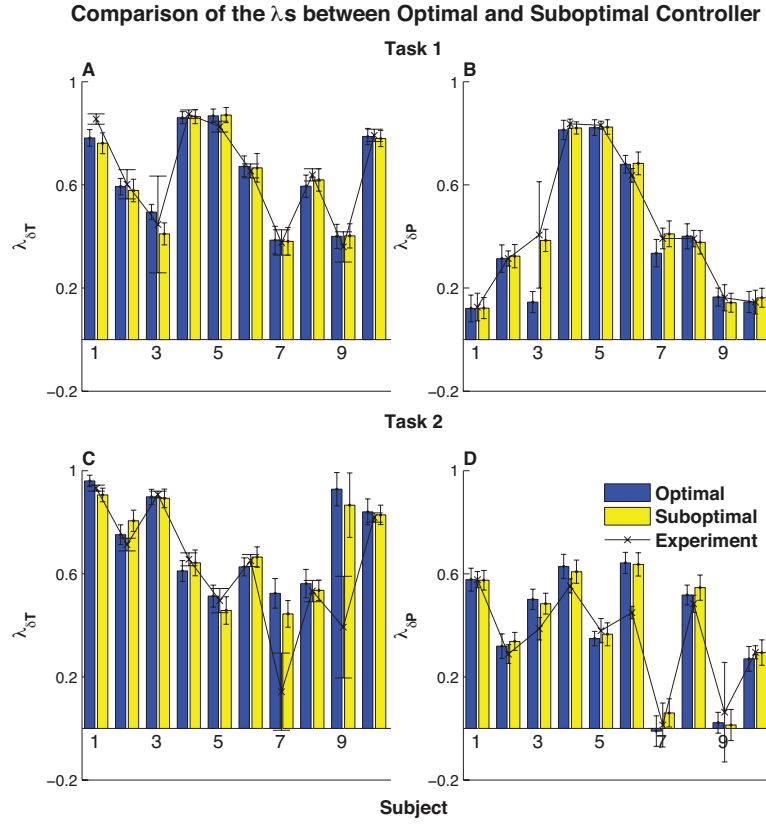 Comparison of the λs between Optimal and Suboptimal Controller
Task 1
A
B
1
0.6
0.2
−0.2
λδT
1 3 5 7 9
1
0.6
0.2
−0.2
λδP
1 3 5 7 9
Task 2
C
D
1
0.6
0.2
−0.2
λδT
1 3 5 7 9
1
0.6
0.2
−0.2
λδP
1 3 5 7 9
Optimal
Suboptimal
Experiment
Subject